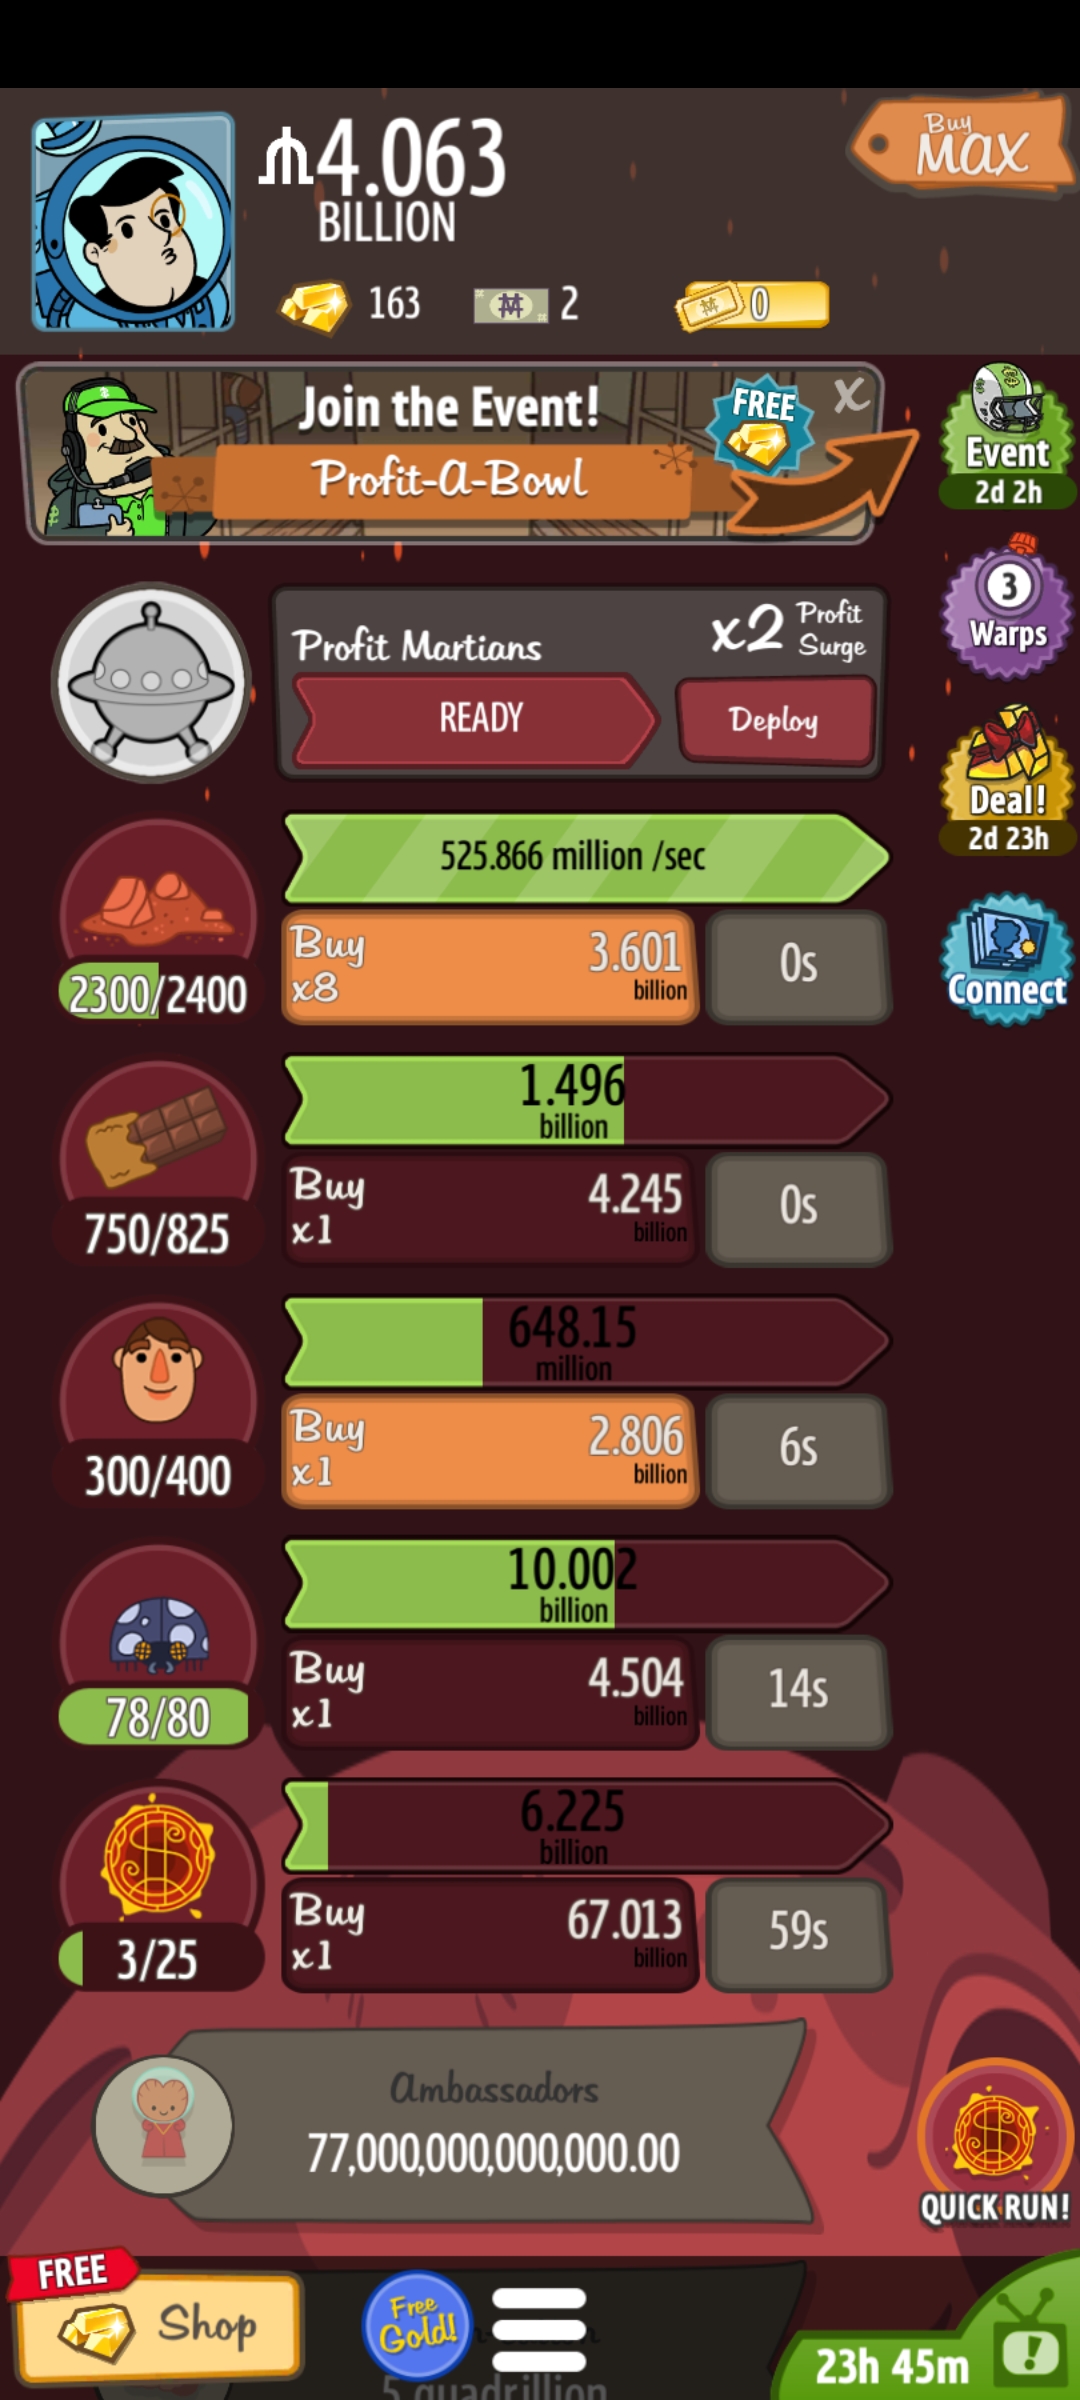 4.063
BILLION
Buy
MAX
163
2
0
Join the Event!
FREE
X
Profit-A-Bowl
Event
2d 2h
3
Warps
Profit Martians
x2 Profit Surge
READY
Deploy
Deal!
2d 23h
525.866 million /sec
Buy x8
3.601 billion
0s
2300/2400
Connect
1.496
billion
Buy x1
4.245 billion
0s
750/825
648.15
million
Buy x1
2.806 billion
6s
300/400
10.002
billion
Buy x1
4.504 billion
14s
78/80
6.225
billion
Buy x1
67.013 billion
59s
3/25
Ambassadors
77,000,000,000,000.00
QUICK RUN!
FREE
Shop
Free Gold!
5 quadrillion
23h 45m